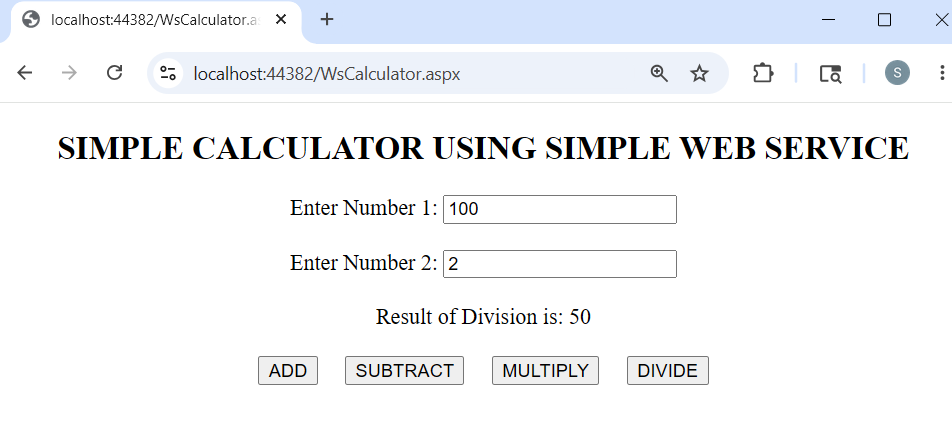 localhost:44382/WsCalculator.as
localhost:44382/WsCalculator.aspx
S
SIMPLE CALCULATOR USING SIMPLE WEB SERVICE
Enter Number 1: 100
Enter Number 2: 2
Result of Division is: 50
ADD SUBTRACT MULTIPLY DIVIDE